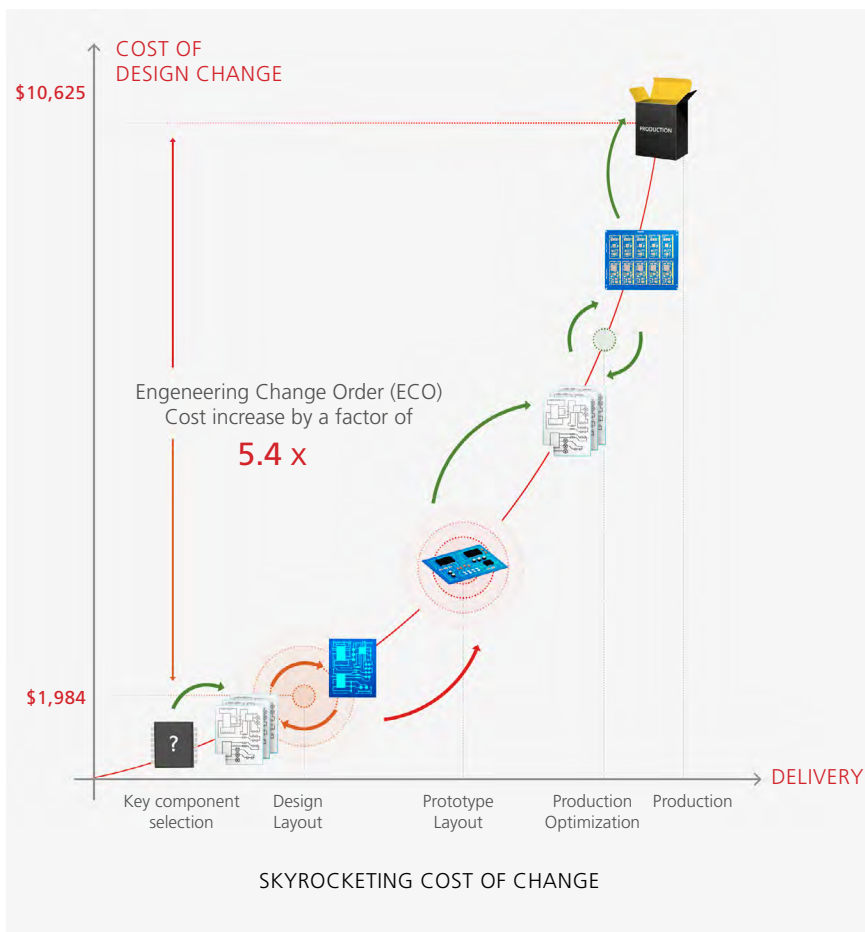 COST OF
DESIGN CHANGE
$10,625
PRODUCTION
Engeneering Change Order (ECO)
Cost increase by a factor of
5.4 x
$1,984
?
DELIVERY
Key component
selection
Design
Layout
Prototype
Layout
Production
Optimization
Production
SKYROCKETING COST OF CHANGE